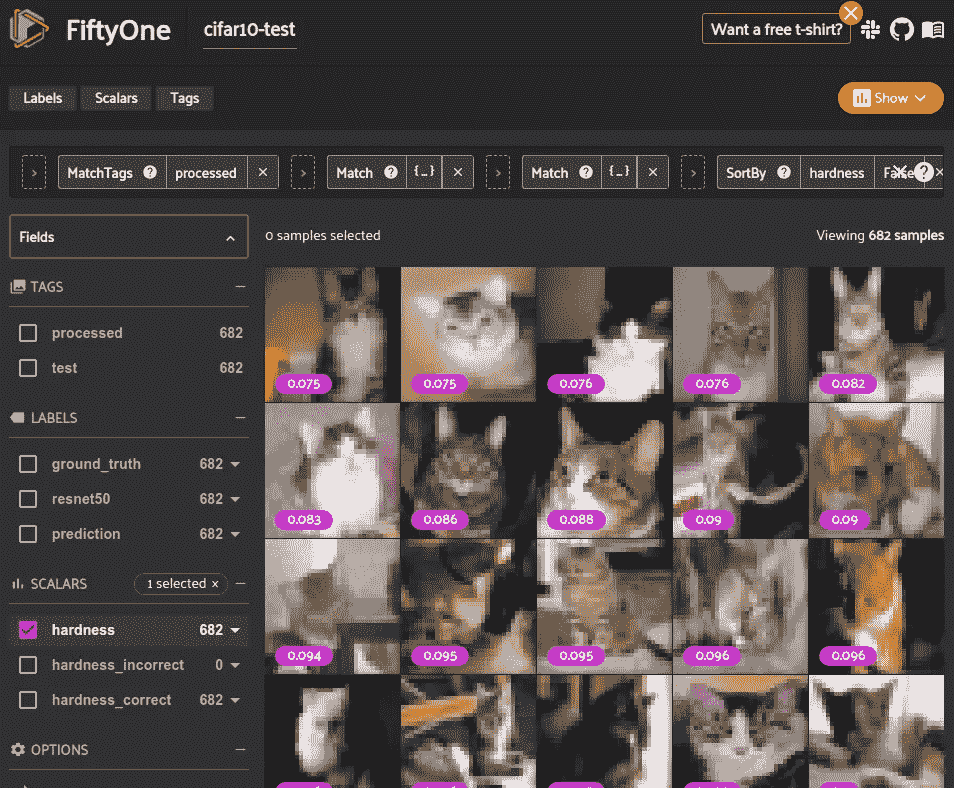 FiftyOne cifar10-test Want a free t-shirt?
Labels Scalars Tags Show
MatchTags ? processed × Match ? {...} × Match ? {...} × SortBy ? hardness
Fields
0 samples selected Viewing 682 samples
TAGS
processed 682
test 682
LABELS
ground_truth 682
resnet50 682
prediction 682
SCALARS 1 selected ×
hardness 682
hardness_incorrect 0
hardness_correct 682
OPTIONS
0.075 0.075 0.076 0.076 0.082
0.083 0.086 0.088 0.09 0.09
0.094 0.095 0.095 0.096 0.096